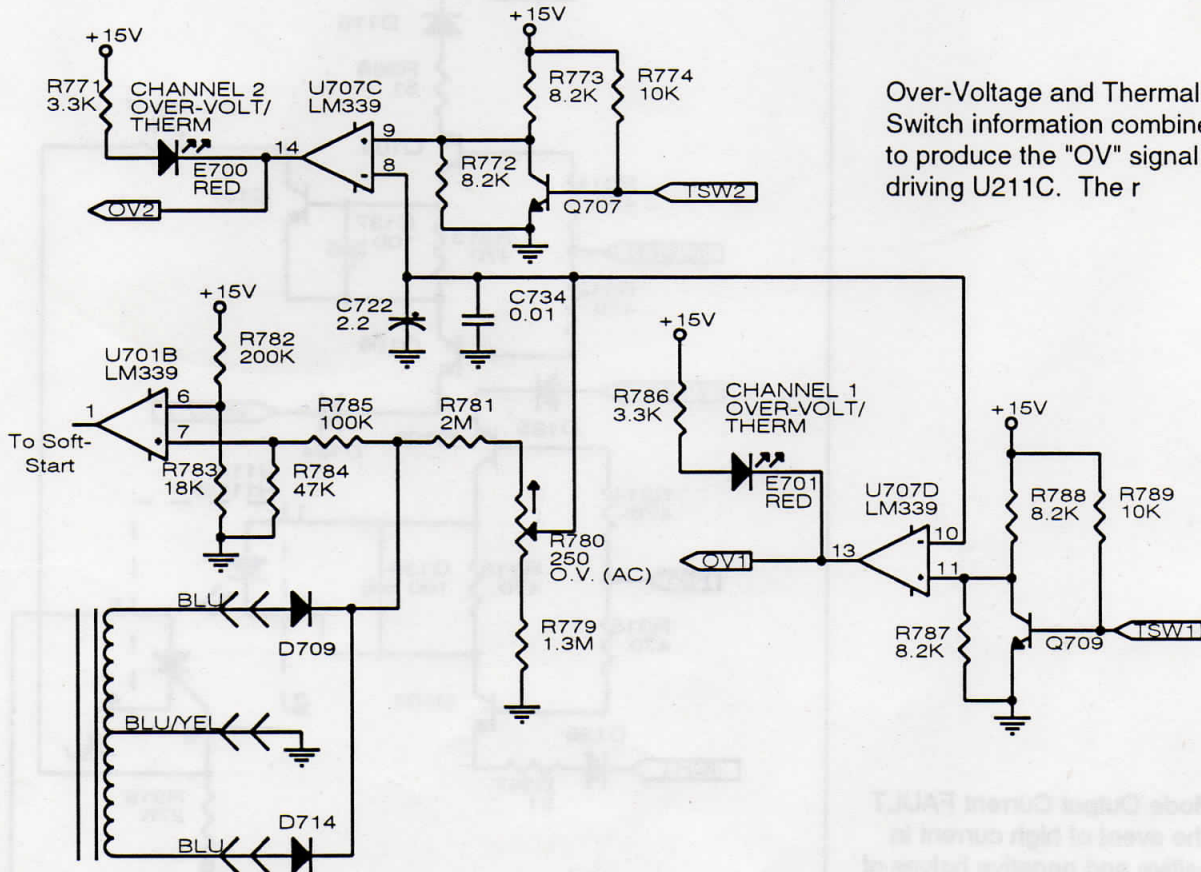 +15V
+15V
R771
3.3K
CHANNEL 2
OVER-VOLT/
THERM
U707C
LM339
R773
8.2K
R774
10K
Over-Voltage and Thermal
Switch information combine
to produce the "OV" signal
driving U211C. The r
14
9
8
E700
RED
R772
8.2K
OV2
Q707
TSW2
+15V
C722
2.2
C734
0.01
R782
200K
U701B
LM339
+15V
1
6
7
R785
100K
R781
2M
R786
3.3K
CHANNEL 1
OVER-VOLT/
THERM
+15V
To Soft-
Start
R783
18K
R784
47K
E701
RED
U707D
LM339
R788
8.2K
R789
10K
R780
250
O.V. (AC)
OV1
13
10
11
BLU
D709
R779
1.3M
R787
8.2K
Q709
TSW1
BLU/YEL
D714
BLU